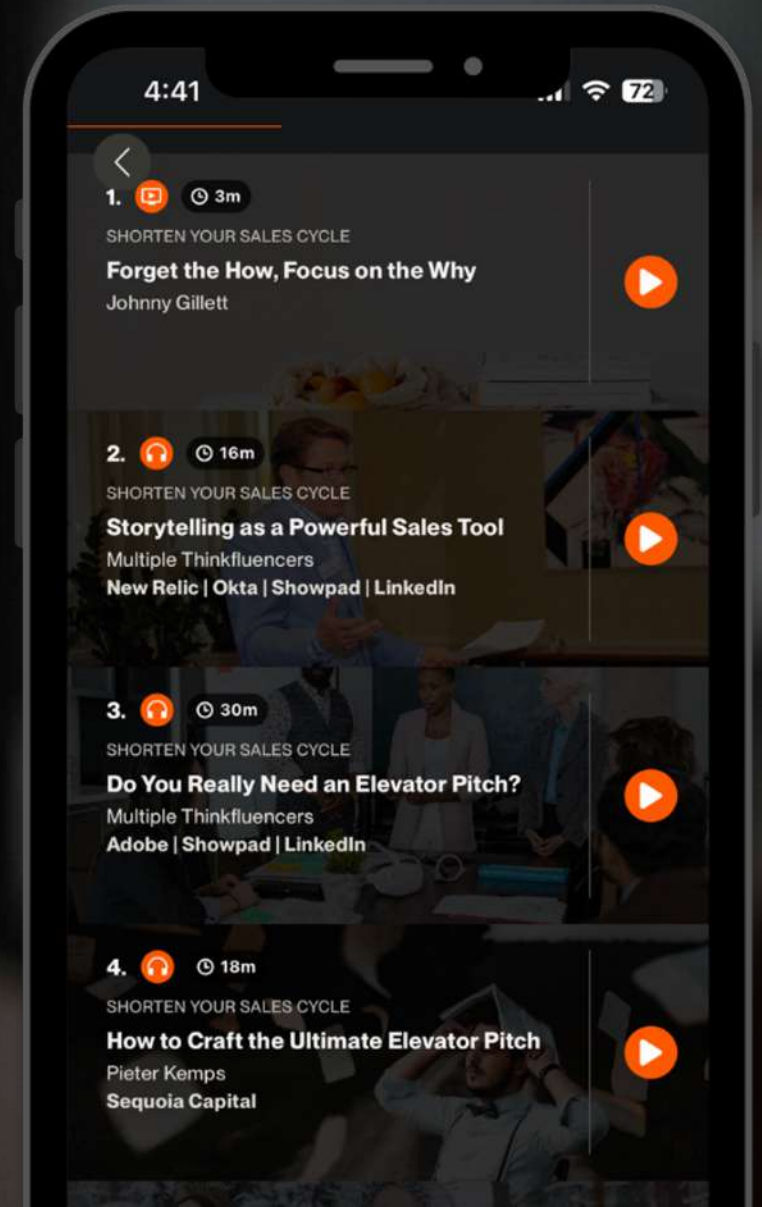 4:41
72
1. 3m
SHORTEN YOUR SALES CYCLE
Forget the How, Focus on the Why
Johnny Gillett
2. 16m
SHORTEN YOUR SALES CYCLE
Storytelling as a Powerful Sales Tool
Multiple Thinkfluencers
New Relic | Okta | Showpad | LinkedIn
3. 30m
SHORTEN YOUR SALES CYCLE
Do You Really Need an Elevator Pitch?
Multiple Thinkfluencers
Adobe | Showpad | LinkedIn
4. 18m
SHORTEN YOUR SALES CYCLE
How to Craft the Ultimate Elevator Pitch
Pieter Kemps
Sequoia Capital